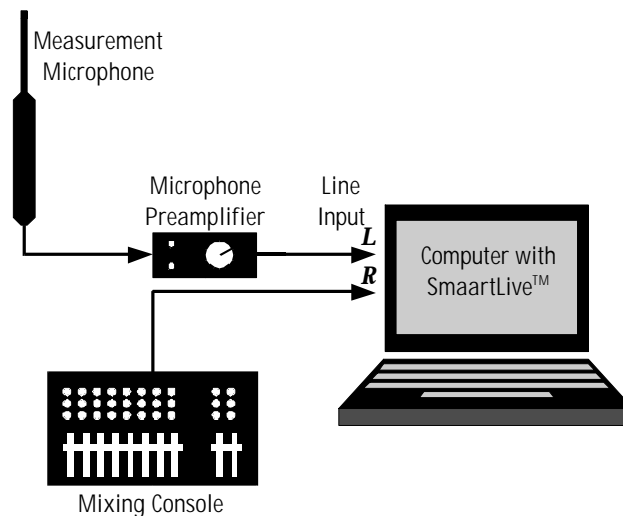 Measurement
Microphone
Microphone
Preamplifier
Line
Input
L
R
Computer with
SmaartLive™
Mixing Console